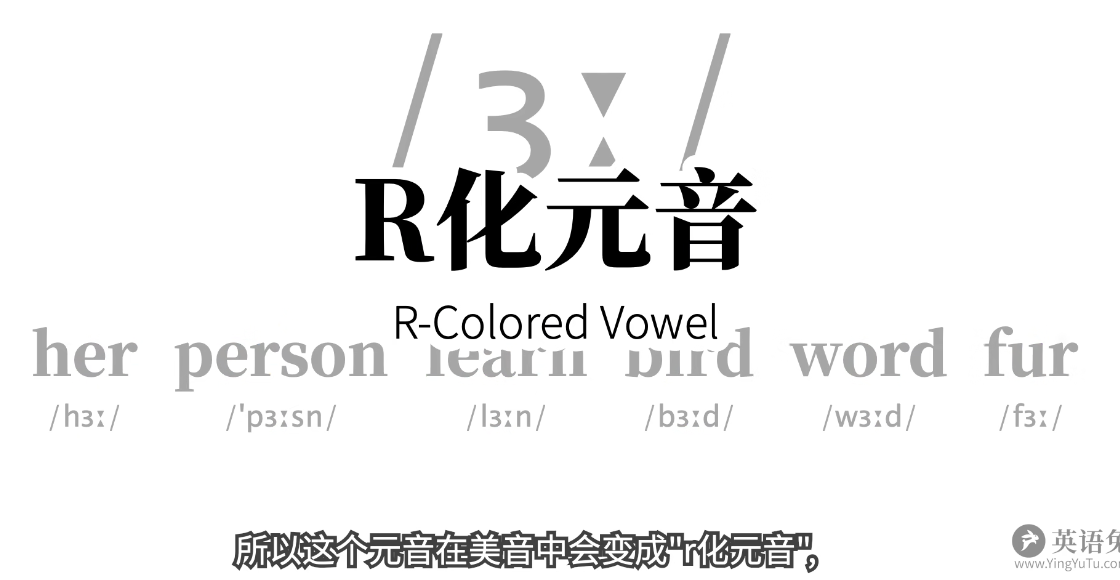 /ɜː/
R化元音
R-Colored Vowel
her person learn bird word fur
/hɜː/ /ˈpɜːsn/ /lɜːn/ /bɜːd/ /wɜːd/ /fɜː/
所以这个元音在美音中会变成"r化元音",
英语兔
www.YingYuTu.com